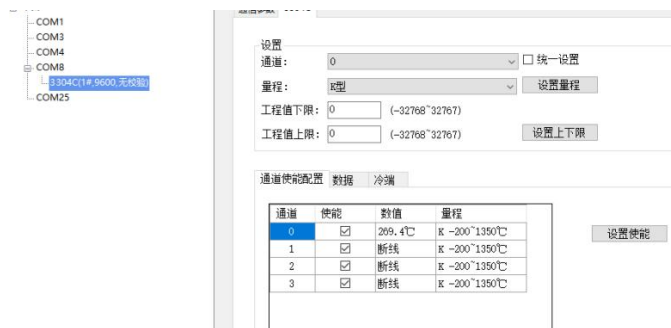 COM1
COM3
COM4
COM8
3304C(1#,9600,无校验)
COM25
设置
通道: 0 统一设置
量程: K型 设置量程
工程值下限: 0 (-32768~32767)
工程值上限: 0 (-32768~32767) 设置上下限
通道使能配置 数据 冷端
通道 使能 数值 量程
0 269.4℃ K -200~1350℃ 设置使能
1 断线 K -200~1350℃
2 断线 K -200~1350℃
3 断线 K -200~1350℃